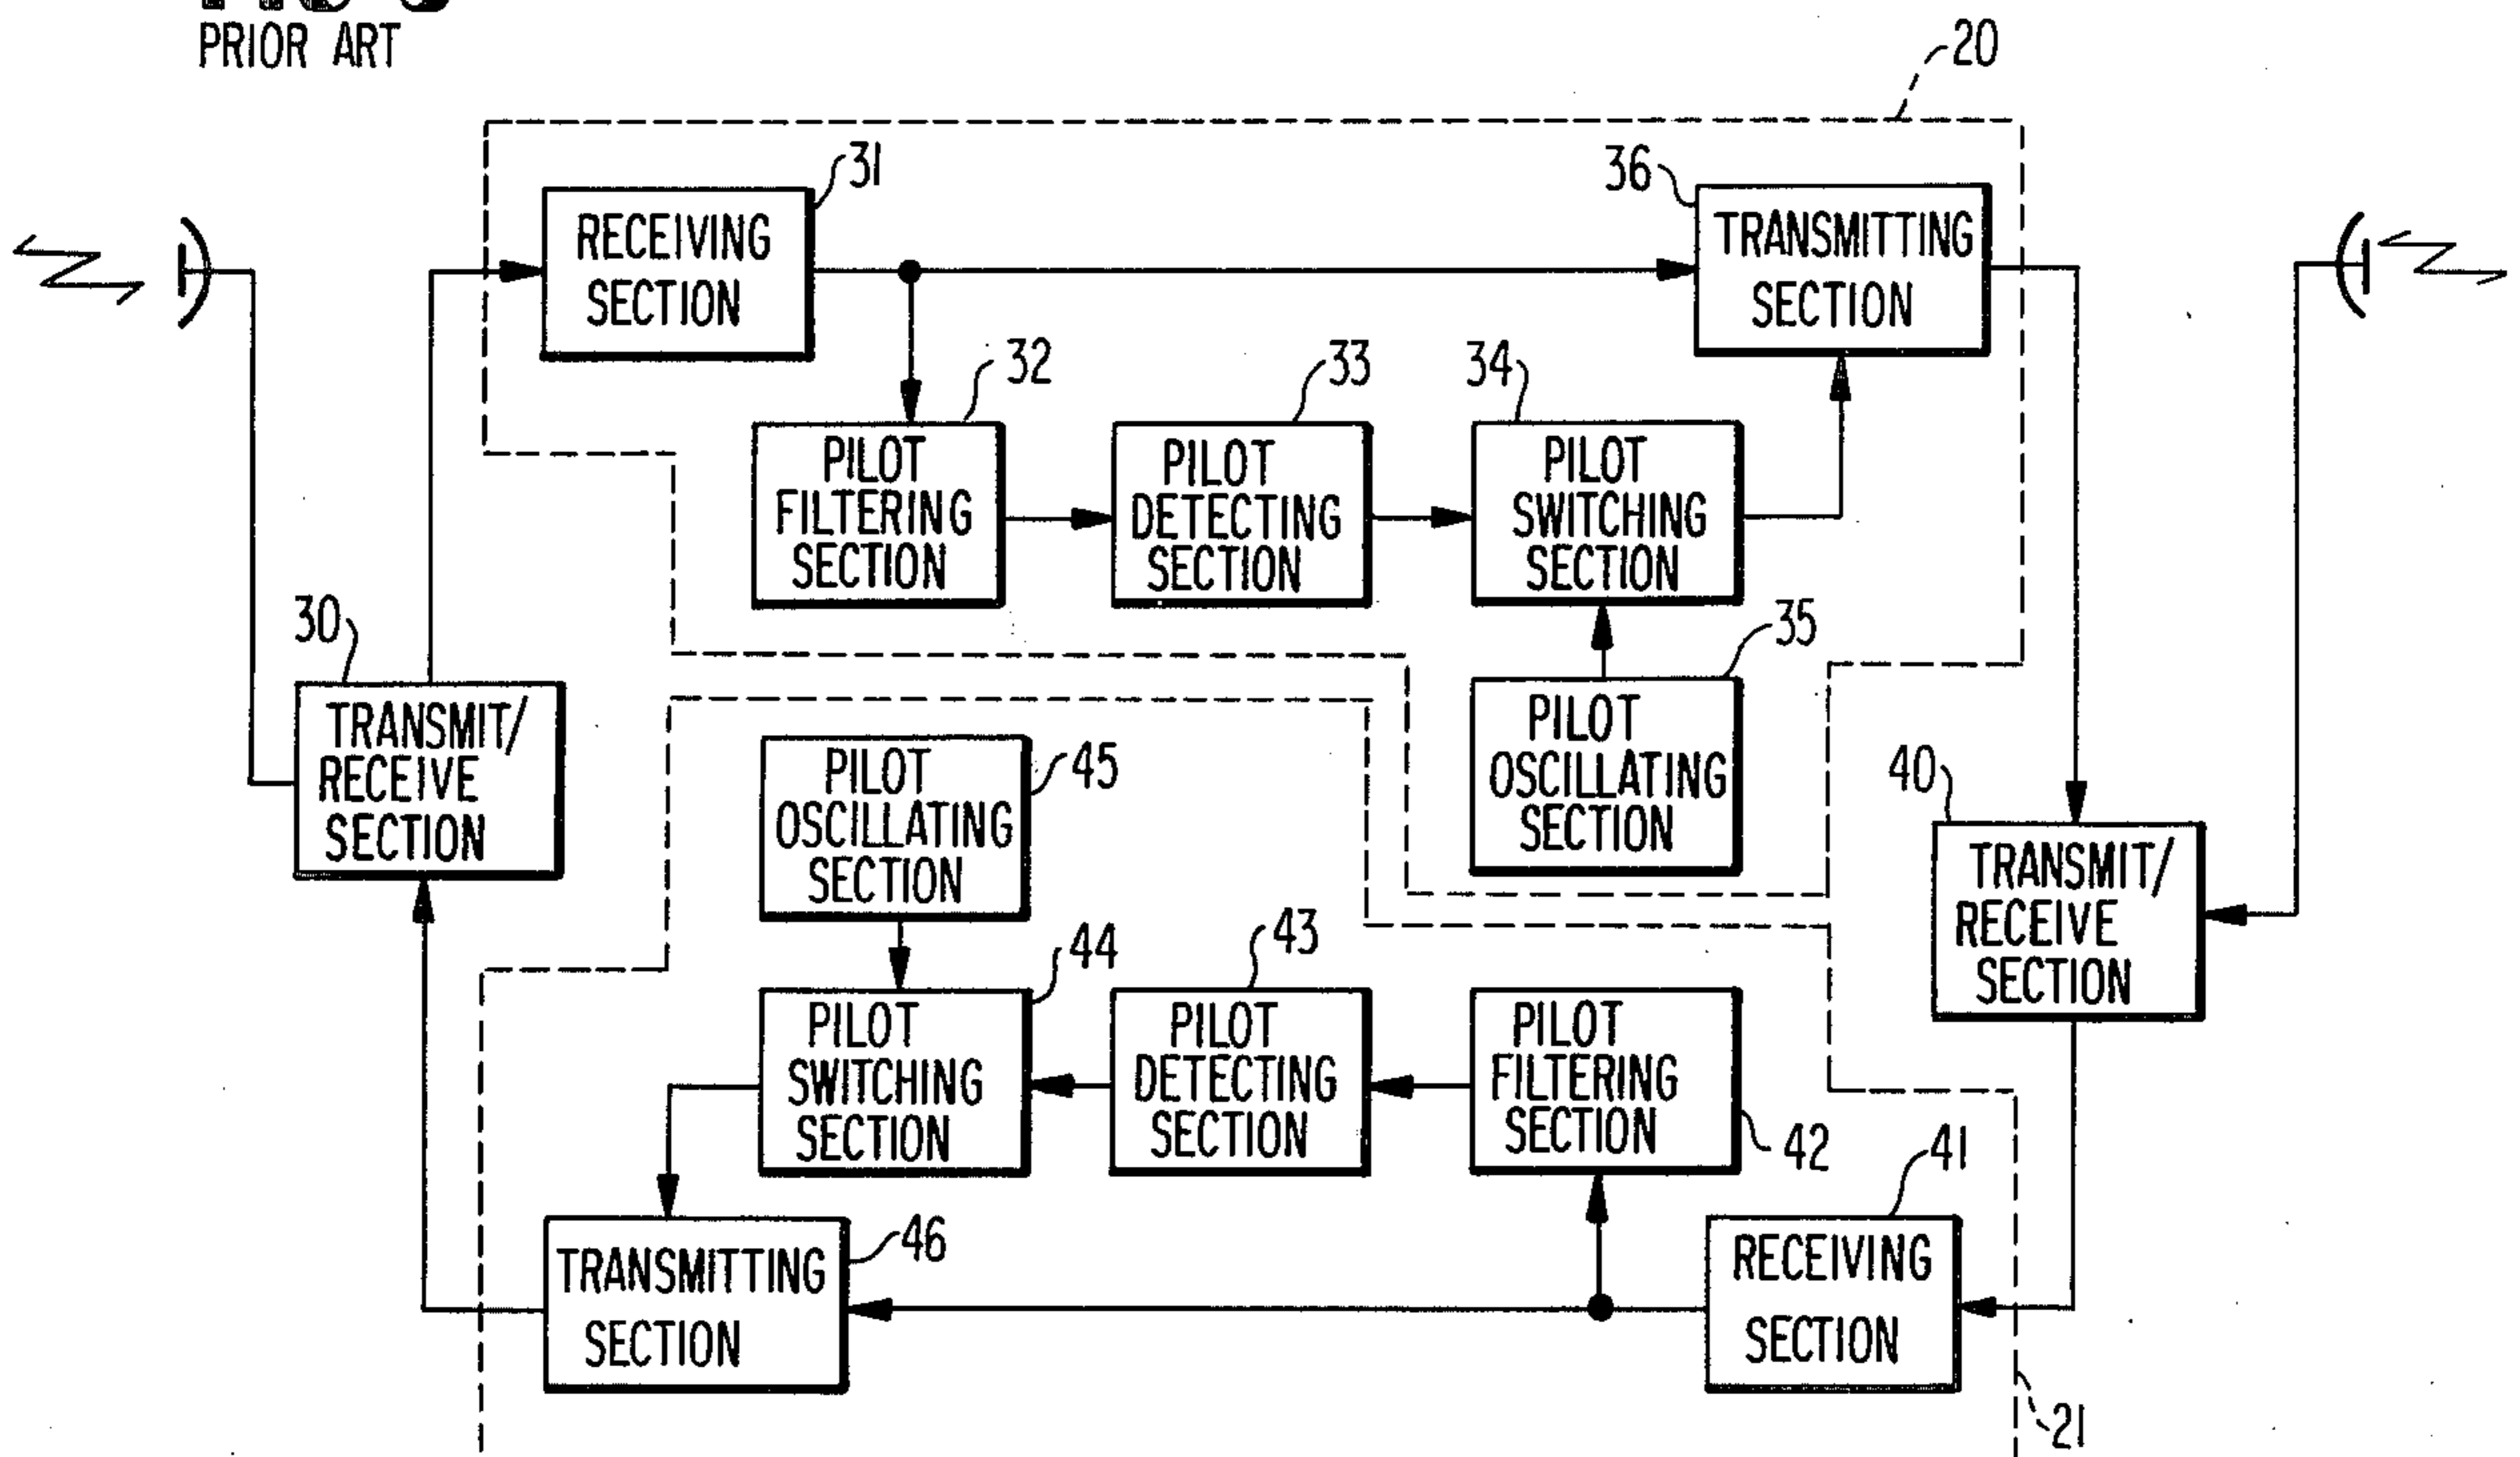 PRIOR ART
20
31
36
RECEIVING
SECTION
TRANSMITTING
SECTION
32
33
34
PILOT
FILTERING
SECTION
PILOT
DETECTING
SECTION
PILOT
SWITCHING
SECTION
30
35
TRANSMIT/
RECEIVE
SECTION
PILOT
OSCILLATING
SECTION
45
PILOT
OSCILLATING
SECTION
40
TRANSMIT/
RECEIVE
SECTION
44
43
PILOT
SWITCHING
SECTION
PILOT
DETECTING
SECTION
PILOT
FILTERING
SECTION
42
41
46
TRANSMITTING
SECTION
RECEIVING
SECTION
21